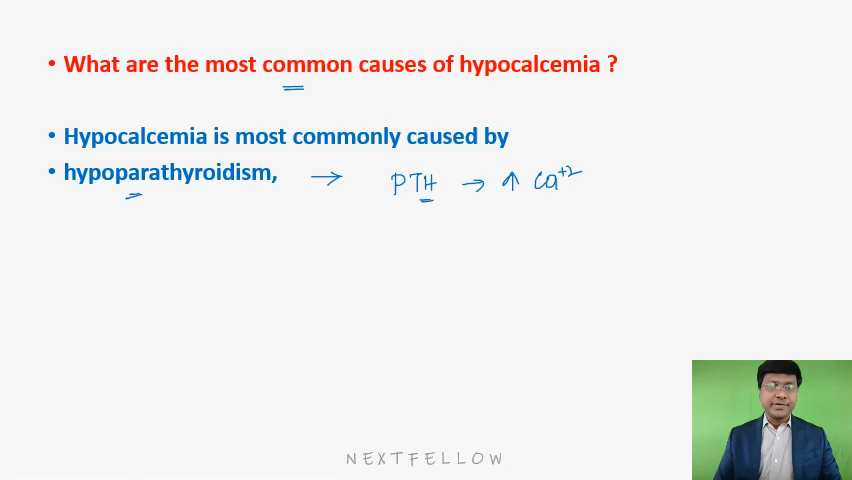 • What are the most common causes of hypocalcemia ?
• Hypocalcemia is most commonly caused by
• hypoparathyroidism, → PTH → ↑ Ca+2
NEXTFELLOW